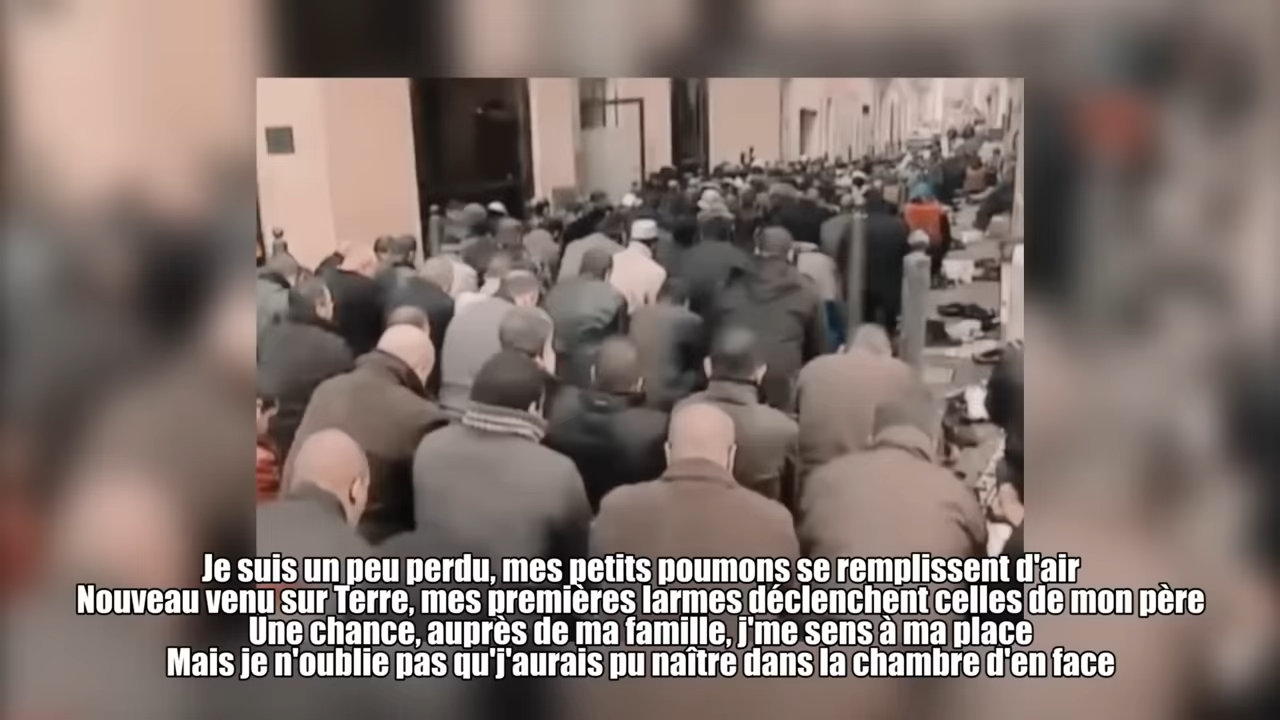 Je suis un peu perdu, mes petits poumons se remplissent d'air
Nouveau venu sur Terre, mes premières larmes déclenchent celles de mon père
Une chance, auprès de ma famille, j'me sens à ma place
Mais je n'oublie pas qu'j'aurais pu naître dans la chambre d'en face